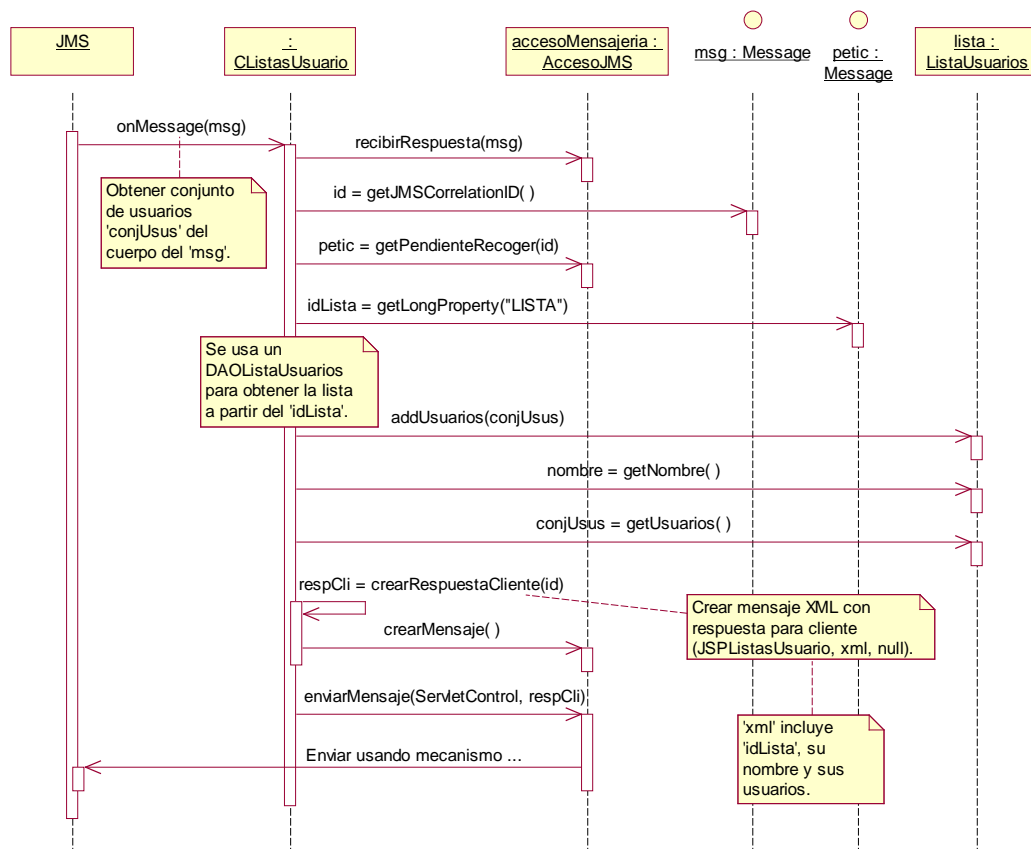 JMS
:
CListasUsuario
accesoMensajeria :
AccesoJMS
msg : Message
petic :
Message
lista :
ListaUsuarios
onMessage(msg)
recibirRespuesta(msg)
Obtener conjunto
de usuarios
'conjUsus' del
cuerpo del 'msg'.
id = getJMSCorrelationID( )
petic = getPendienteRecoger(id)
idLista = getLongProperty("LISTA")
Se usa un
DAOListaUsuarios
para obtener la lista
a partir del 'idLista'.
addUsuarios(conjUsus)
nombre = getNombre( )
conjUsus = getUsuarios( )
respCli = crearRespuestaCliente(id)
Crear mensaje XML con
respuesta para cliente
(JSPListasUsuario, xml, null).
crearMensaje( )
enviarMensaje(ServletControl, respCli)
'xml' incluye
'idLista', su
nombre y sus
usuarios.
Enviar usando mecanismo ...